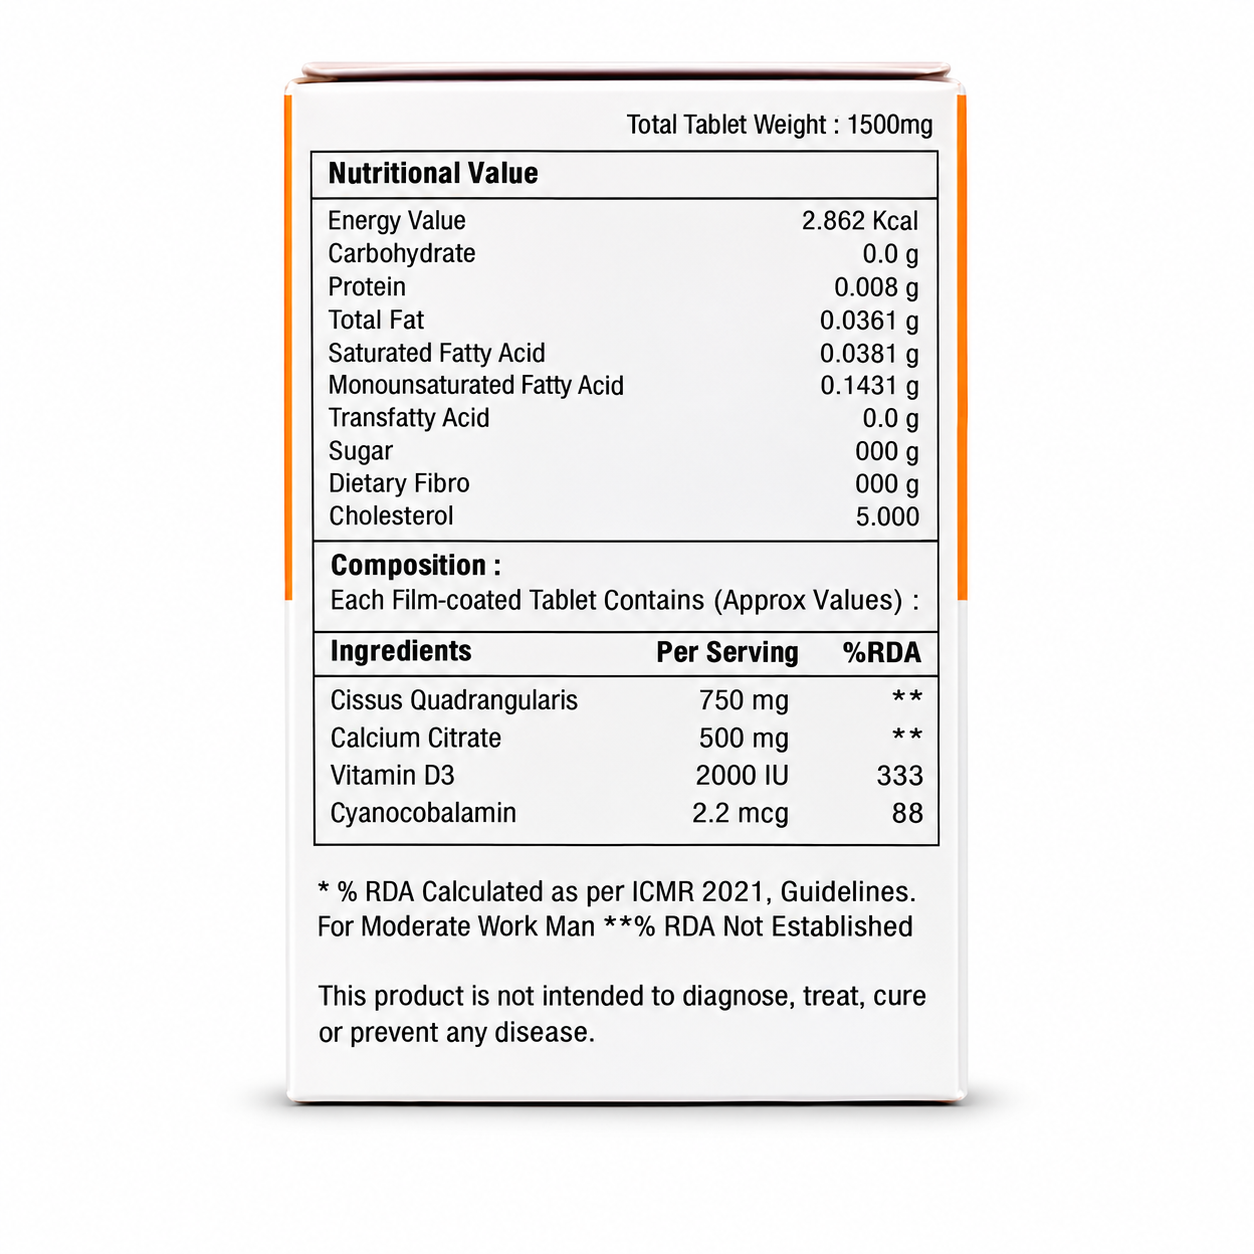 Total Tablet Weight : 1500mg
Nutritional Value
Energy Value 2.862 Kcal
Carbohydrate 0.0 g
Protein 0.008 g
Total Fat 0.0361 g
Saturated Fatty Acid 0.0381 g
Monounsaturated Fatty Acid 0.1431 g
Transfatty Acid 0.0 g
Sugar 000 g
Dietary Fibro 000 g
Cholesterol 5.000
Composition :
Each Film-coated Tablet Contains (Approx Values) :
Ingredients Per Serving %RDA
Cissus Quadrangularis 750 mg **
Calcium Citrate 500 mg **
Vitamin D3 2000 IU 333
Cyanocobalamin 2.2 mcg 88
* % RDA Calculated as per ICMR 2021, Guidelines.
For Moderate Work Man **% RDA Not Established
This product is not intended to diagnose, treat, cure
or prevent any disease.